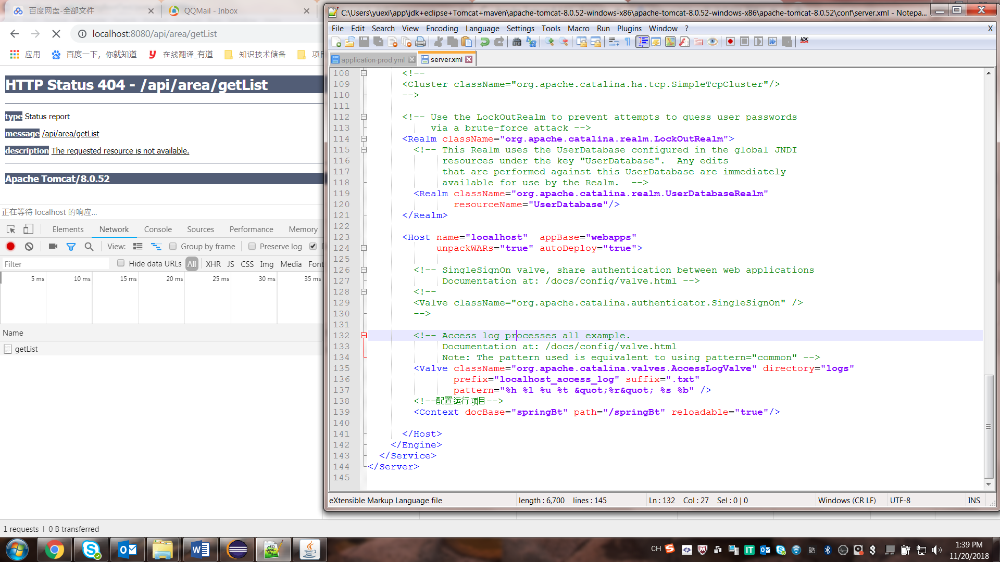 百度网盘-全部文件
QQMail - Inbox
localhost:8080/api/area/getList
应用
百度一下，你就知道
在线翻译_有道
知识技术储备
HTTP Status 404 - /api/area/getList
type Status report
message /api/area/getList
description The requested resource is not available.
Apache Tomcat/8.0.52
正在等待 localhost 的响应...
Elements Network Console Sources Performance Memory
View: Group by frame Preserve log
Filter Hide data URLs All XHR JS CSS Img Media Font
5 ms 10 ms 15 ms 20 ms 25 ms 30 ms 35 ms
Name
getList
1 requests | 0 B transferred
C:\Users\yuexi\app\jdk+eclipse+Tomcat+maven\apache-tomcat-8.0.52-windows-x86\apache-tomcat-8.0.52-windows-x86\apache-tomcat-8.0.52\conf\server.xml - Notepa...
File Edit Search View Encoding Language Settings Tools Macro Run Plugins Window ? X
ABC
application-prod.yml
server.xml
108 <!--
109 <Cluster className="org.apache.catalina.ha.tcp.SimpleTcpCluster"/>
110 -->
111
112 <!-- Use the LockOutRealm to prevent attempts to guess user passwords
113 via a brute-force attack -->
114 <Realm className="org.apache.catalina.realm.LockOutRealm">
115 <!-- This Realm uses the UserDatabase configured in the global JNDI
116 resources under the key "UserDatabase".  Any edits
117 that are performed against this UserDatabase are immediately
118 available for use by the Realm.  -->
119 <Realm className="org.apache.catalina.realm.UserDatabaseRealm"
120 resourceName="UserDatabase"/>
121 </Realm>
122
123 <Host name="localhost"  appBase="webapps"
124 unpackWARs="true" autoDeploy="true">
125
126 <!-- SingleSignOn valve, share authentication between web applications
127 Documentation at: /docs/config/valve.html -->
128 <!--
129 <Valve className="org.apache.catalina.authenticator.SingleSignOn" />
130 -->
131
132 <!-- Access log processes all example.
133 Documentation at: /docs/config/valve.html
134 Note: The pattern used is equivalent to using pattern="common" -->
135 <Valve className="org.apache.catalina.valves.AccessLogValve" directory="logs"
136 prefix="localhost_access_log" suffix=".txt"
137 pattern="%h %l %u %t &quot;%r&quot; %s %b" />
138 <!--配置运行项目-->
139 <Context docBase="springBt" path="/springBt" reloadable="true"/>
140
141 </Host>
142 </Engine>
143 </Service>
144 </Server>
145
eXtensible Markup Language file length : 6,700 lines : 145 Ln : 132 Col : 27 Sel : 0 | 0 Windows (CR LF) UTF-8 INS
CH
1:39 PM
11/20/2018